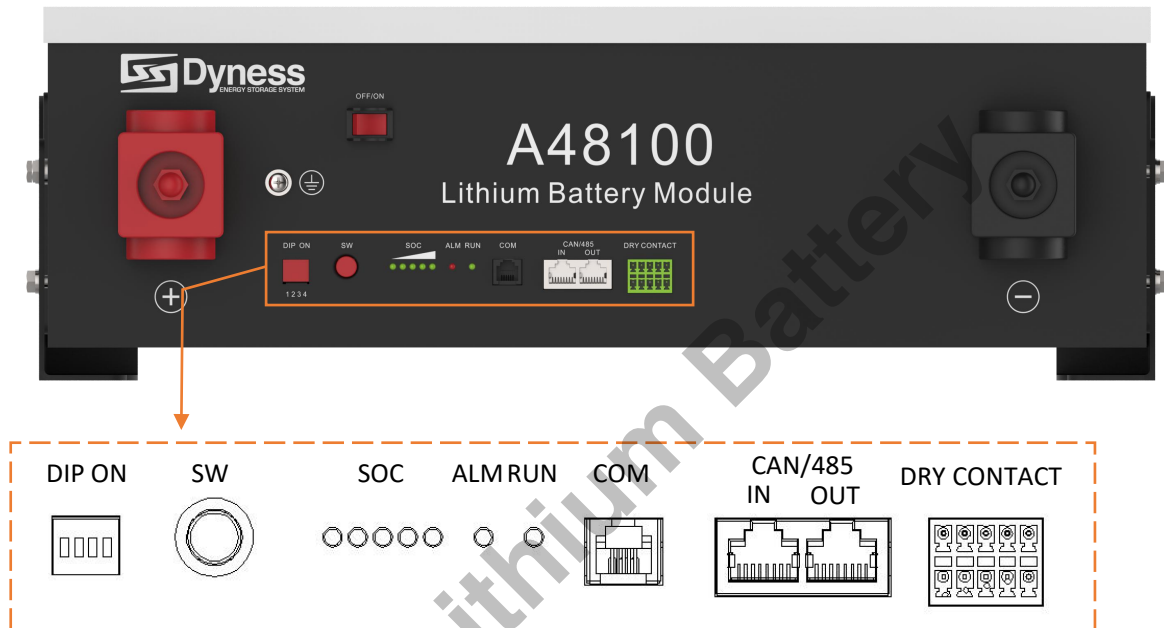 Dyness
ENERGY STORAGE SYSTEM
OFF/ON
A48100
Lithium Battery Module
DIP ON SW SOC ALM RUN COM CAN/485 DRY CONTACT
IN OUT
1 2 3 4
+ −
DIP ON SW SOC ALM RUN COM CAN/485 DRY CONTACT
IN OUT
ithium Battery